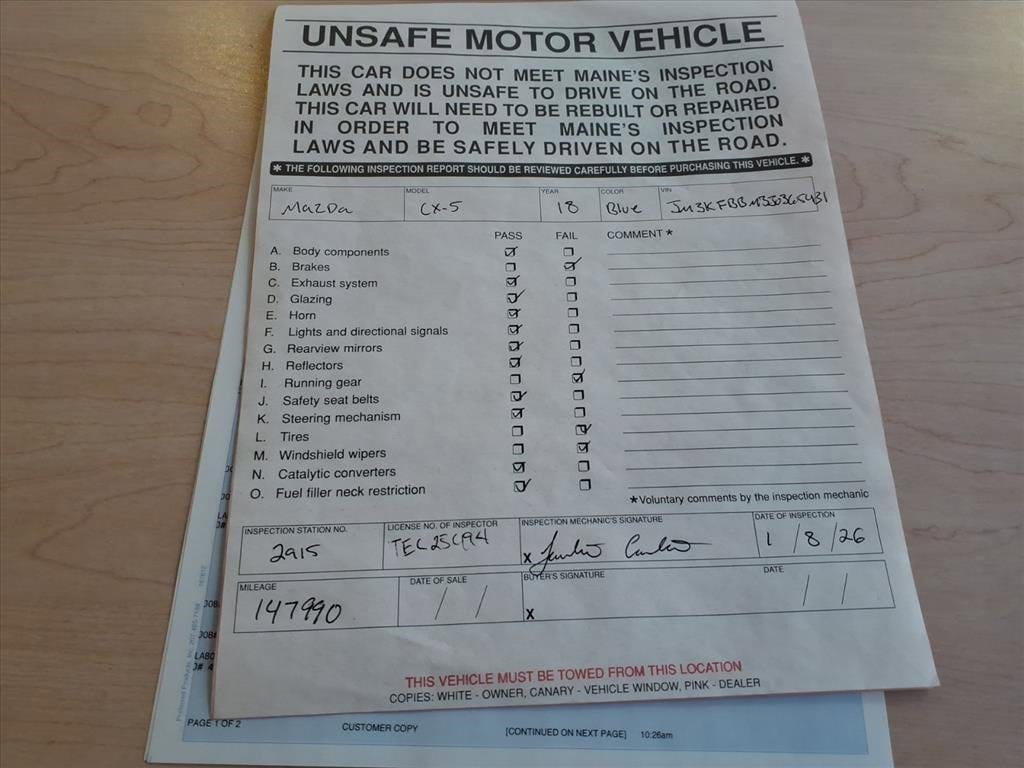 UNSAFE MOTOR VEHICLE
THIS CAR DOES NOT MEET MAINE'S INSPECTION
LAWS AND IS UNSAFE TO DRIVE ON THE ROAD.
THIS CAR WILL NEED TO BE REBUILT OR REPAIRED
IN ORDER TO MEET MAINE'S INSPECTION
LAWS AND BE SAFELY DRIVEN ON THE ROAD.
* THE FOLLOWING INSPECTION REPORT SHOULD BE REVIEWED CAREFULLY BEFORE PURCHASING THIS VEHICLE. *
MAKE MODEL YEAR COLOR VIN
Mazda CX-5 18 Blue
PASS FAIL COMMENT *
A. Body components
B. Brakes
C. Exhaust system
D. Glazing
E. Horn
F. Lights and directional signals
G. Rearview mirrors
H. Reflectors
I. Running gear
J. Safety seat belts
K. Steering mechanism
L. Tires
M. Windshield wipers
N. Catalytic converters
O. Fuel filler neck restriction
*Voluntary comments by the inspection mechanic
INSPECTION STATION NO. LICENSE NO. OF INSPECTOR INSPECTION MECHANIC'S SIGNATURE DATE OF INSPECTION
2915 X 1/8/26
MILEAGE DATE OF SALE BUYER'S SIGNATURE DATE
147990 / / X / /
THIS VEHICLE MUST BE TOWED FROM THIS LOCATION
COPIES: WHITE - OWNER, CANARY - VEHICLE WINDOW, PINK - DEALER
PAGE 1 OF 2 CUSTOMER COPY [CONTINUED ON NEXT PAGE] 10:26am